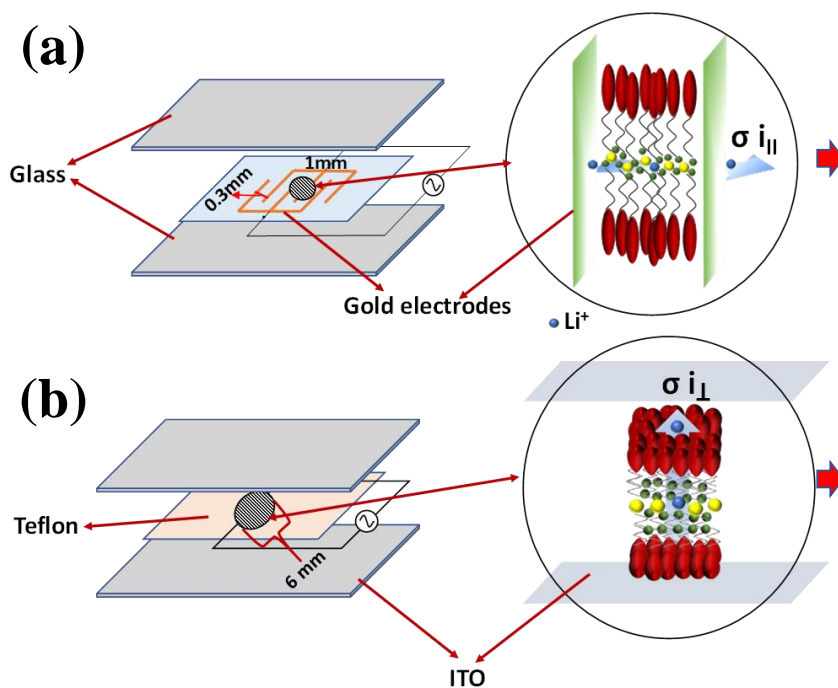 (a)
Glass
1mm
0.3mm
σ i||
Gold electrodes
Li⁺
(b)
σ i⊥
Teflon
6 mm
ITO